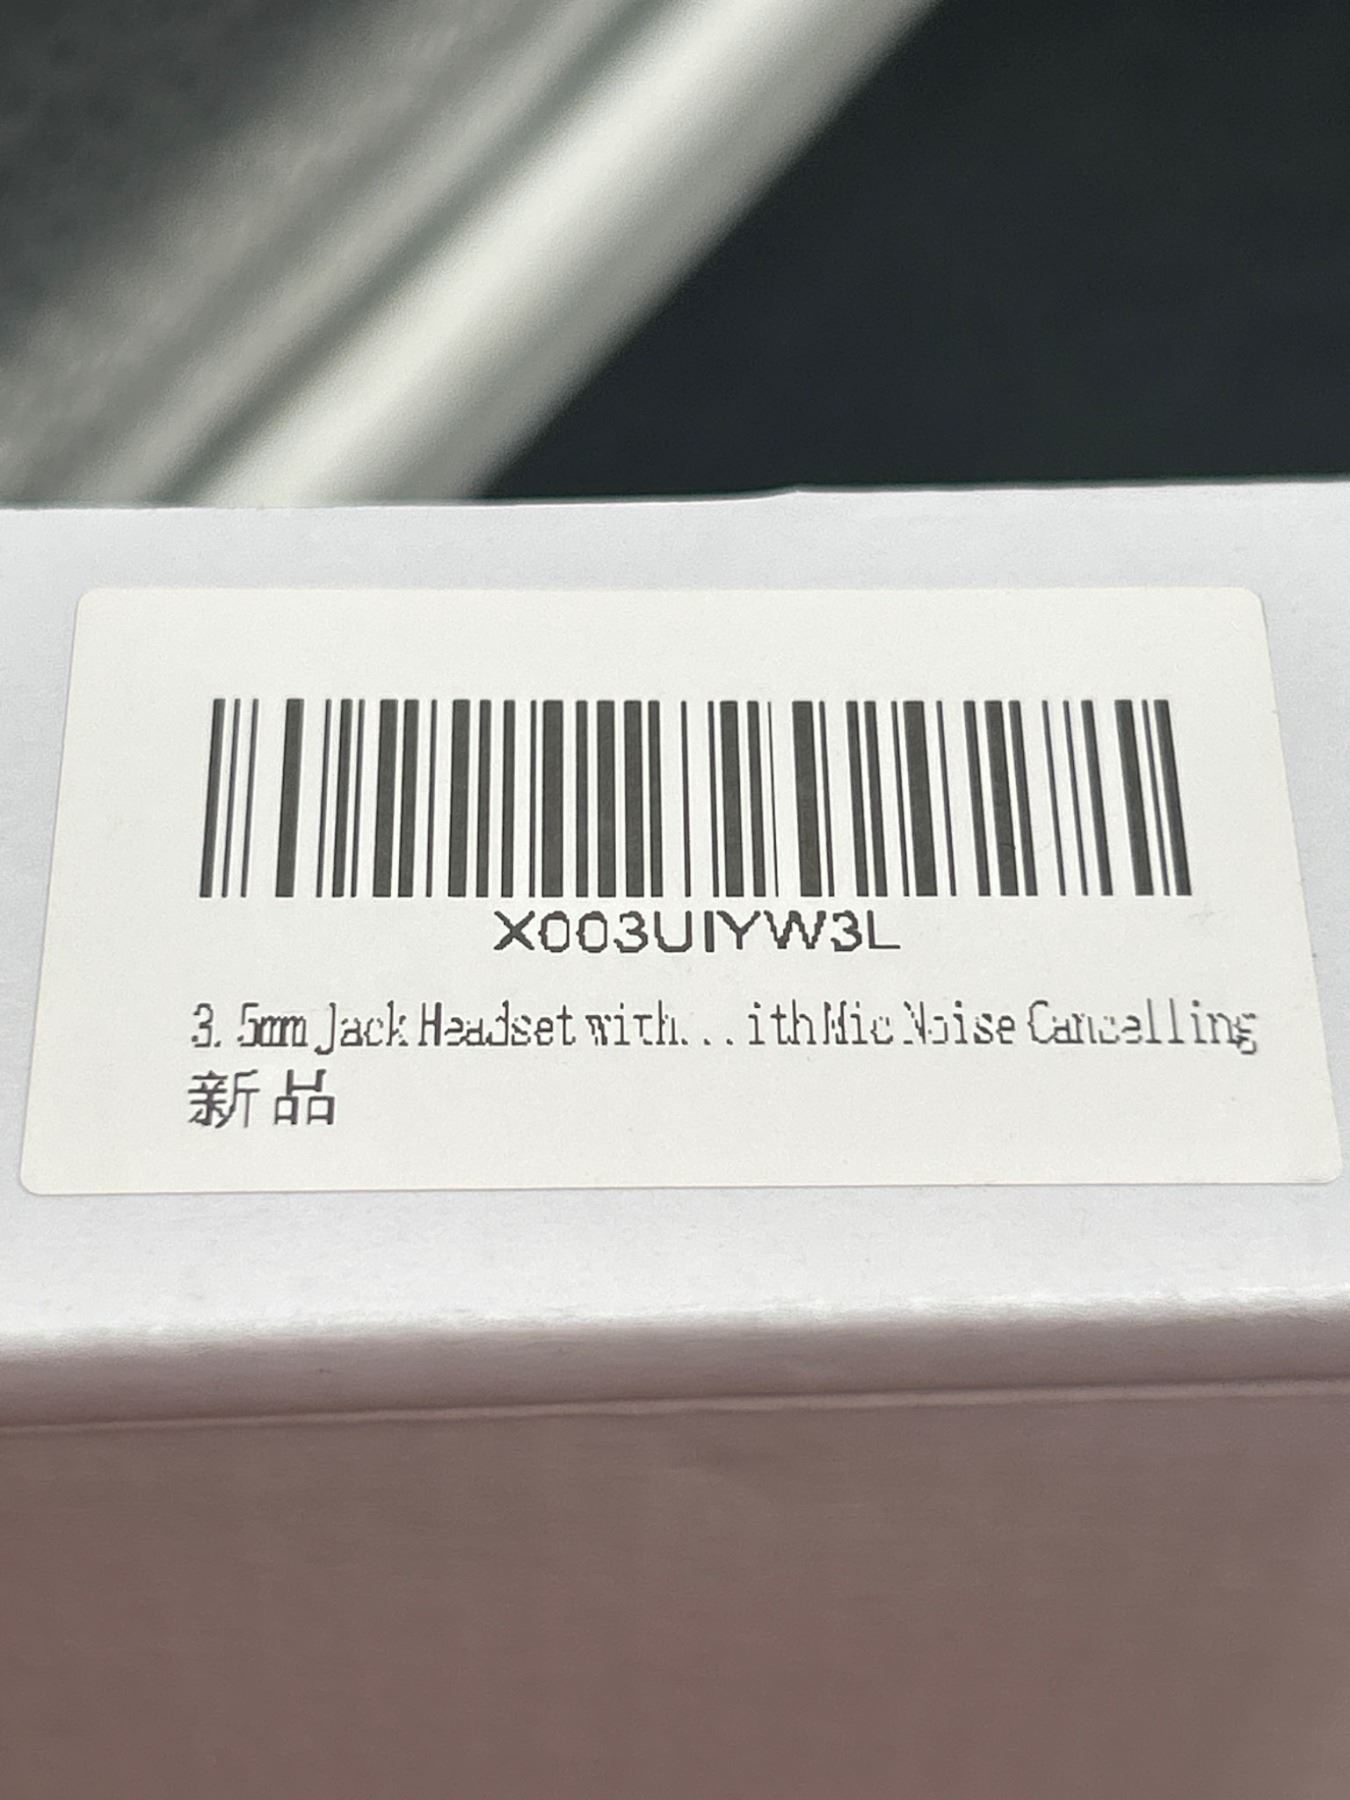 X003UIYW3L
3.5mm Jack Headset with...ith Mic Noise Cancelling
新品